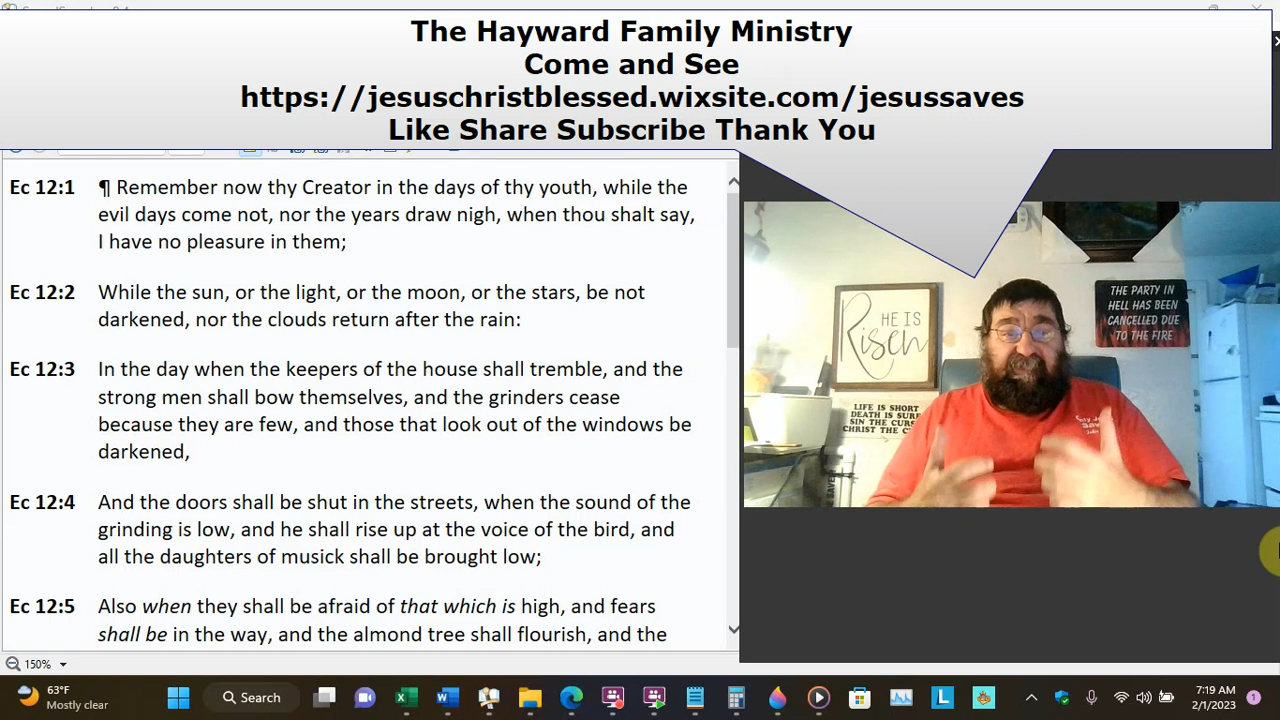 The Hayward Family Ministry
Come and See
https://jesuschristblessed.wixsite.com/jesussaves
Like Share Subscribe Thank You
Ec 12:1 ¶ Remember now thy Creator in the days of thy youth, while the
evil days come not, nor the years draw nigh, when thou shalt say,
I have no pleasure in them;
Ec 12:2 While the sun, or the light, or the moon, or the stars, be not
darkened, nor the clouds return after the rain:
Ec 12:3 In the day when the keepers of the house shall tremble, and the
strong men shall bow themselves, and the grinders cease
because they are few, and those that look out of the windows be
darkened,
Ec 12:4 And the doors shall be shut in the streets, when the sound of the
grinding is low, and he shall rise up at the voice of the bird, and
all the daughters of musick shall be brought low;
Ec 12:5 Also when they shall be afraid of that which is high, and fears
shall be in the way, and the almond tree shall flourish, and the
HE IS
Risen
THE PARTY IN
HELL HAS BEEN
CANCELLED DUE
TO THE FIRE
LIFE IS SHORT
DEATH IS SURE
SIN THE CURSE
CHRIST THE
150%
63°F
Mostly clear
Search
7:19 AM
2/1/2023
1